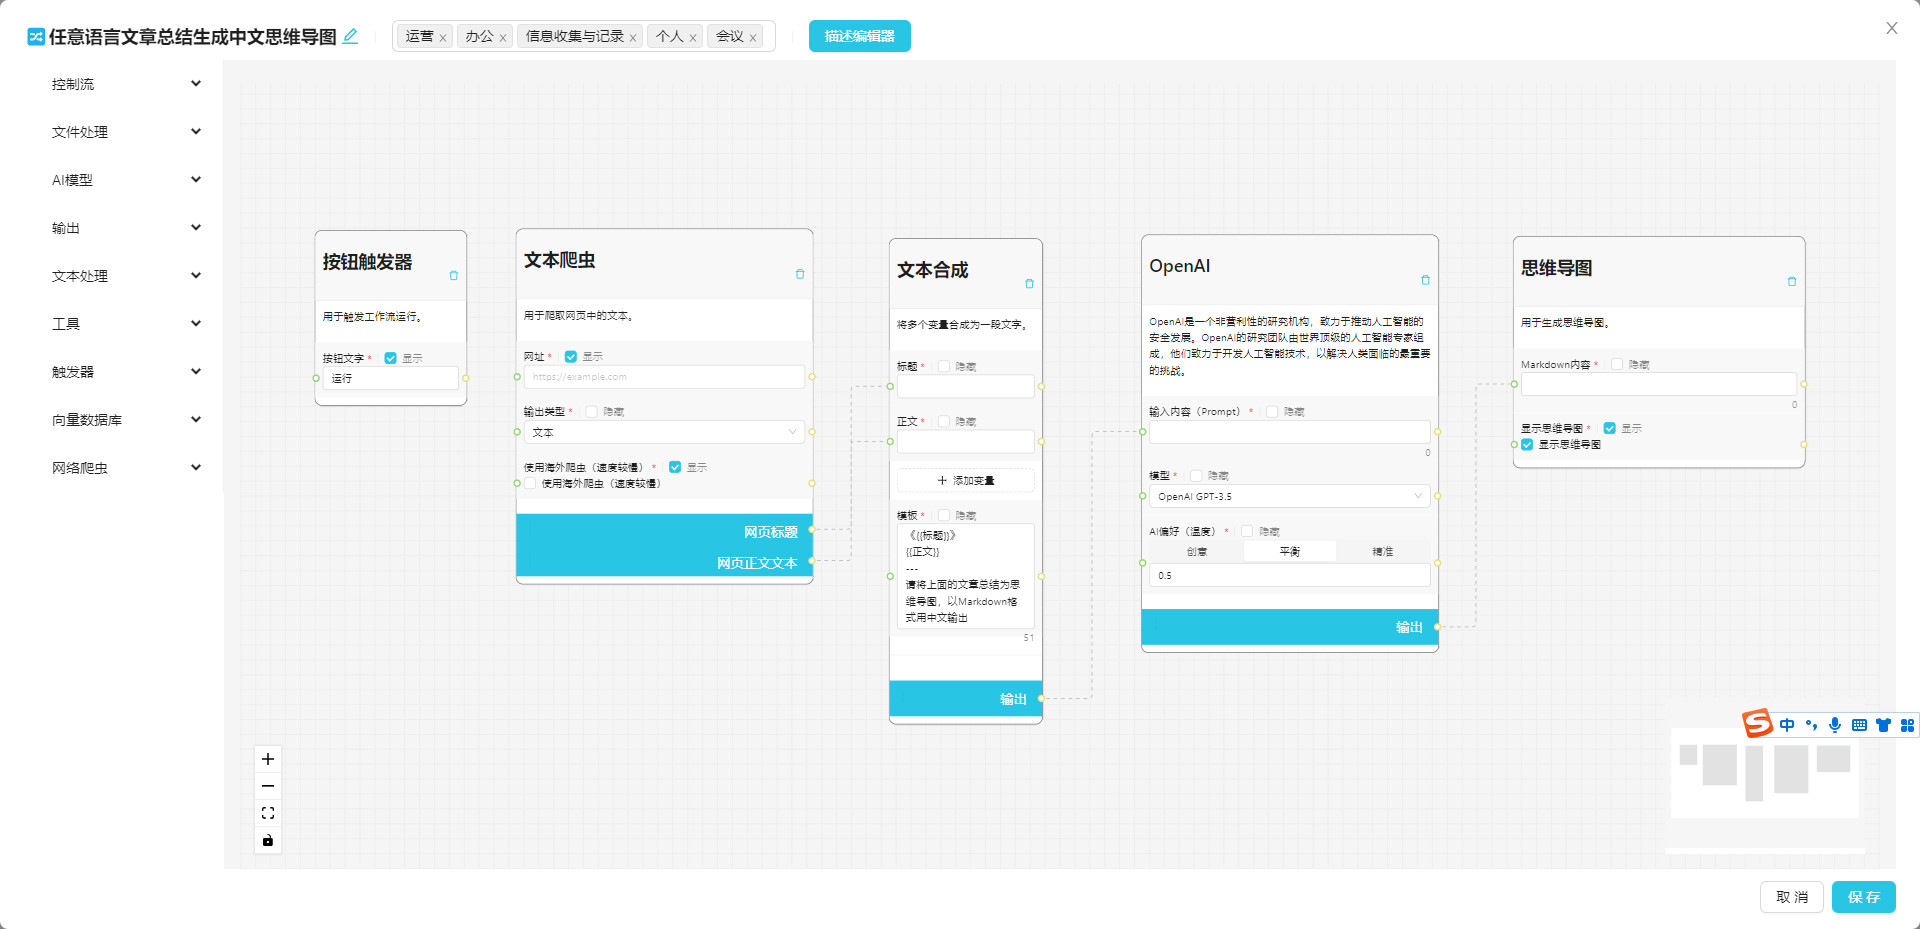 任意语言文章总结生成中文思维导图
运营 x 办公 x 信息收集与记录 x 个人 x 会议 x
描述编辑器
X
控制流
文件处理
AI模型
输出
文本处理
工具
触发器
向量数据库
网络爬虫
按钮触发器
用于触发工作流运行。
按钮文字 * 显示
运行
文本爬虫
用于爬取网页中的文本。
网址 * 显示
https://example.com
输出类型 * 隐藏
文本
使用海外爬虫（速度较慢） * 显示
使用海外爬虫（速度较慢）
网页标题
网页正文文本
文本合成
将多个变量合成为一段文字。
标题 * 隐藏
正文 * 隐藏
+ 添加变量
模板 * 隐藏
《{{标题}}》
{{正文}}
---
请将上面的文章总结为思
维导图，以Markdown格
式用中文输出
51
输出
OpenAI
OpenAI是一个非营利性的研究机构，致力于推动人工智能的
安全发展。OpenAI的研究团队由世界顶级的人工智能专家组
成，他们致力于开发人工智能技术，以解决人类面临的最重要
的挑战。
输入内容（Prompt） * 隐藏
0
模型 * 隐藏
OpenAI GPT-3.5
AI偏好（温度） * 隐藏
创意 平衡 精准
0.5
输出
思维导图
用于生成思维导图。
Markdown内容 * 隐藏
0
显示思维导图 * 显示
显示思维导图
S 中
取 消
保 存